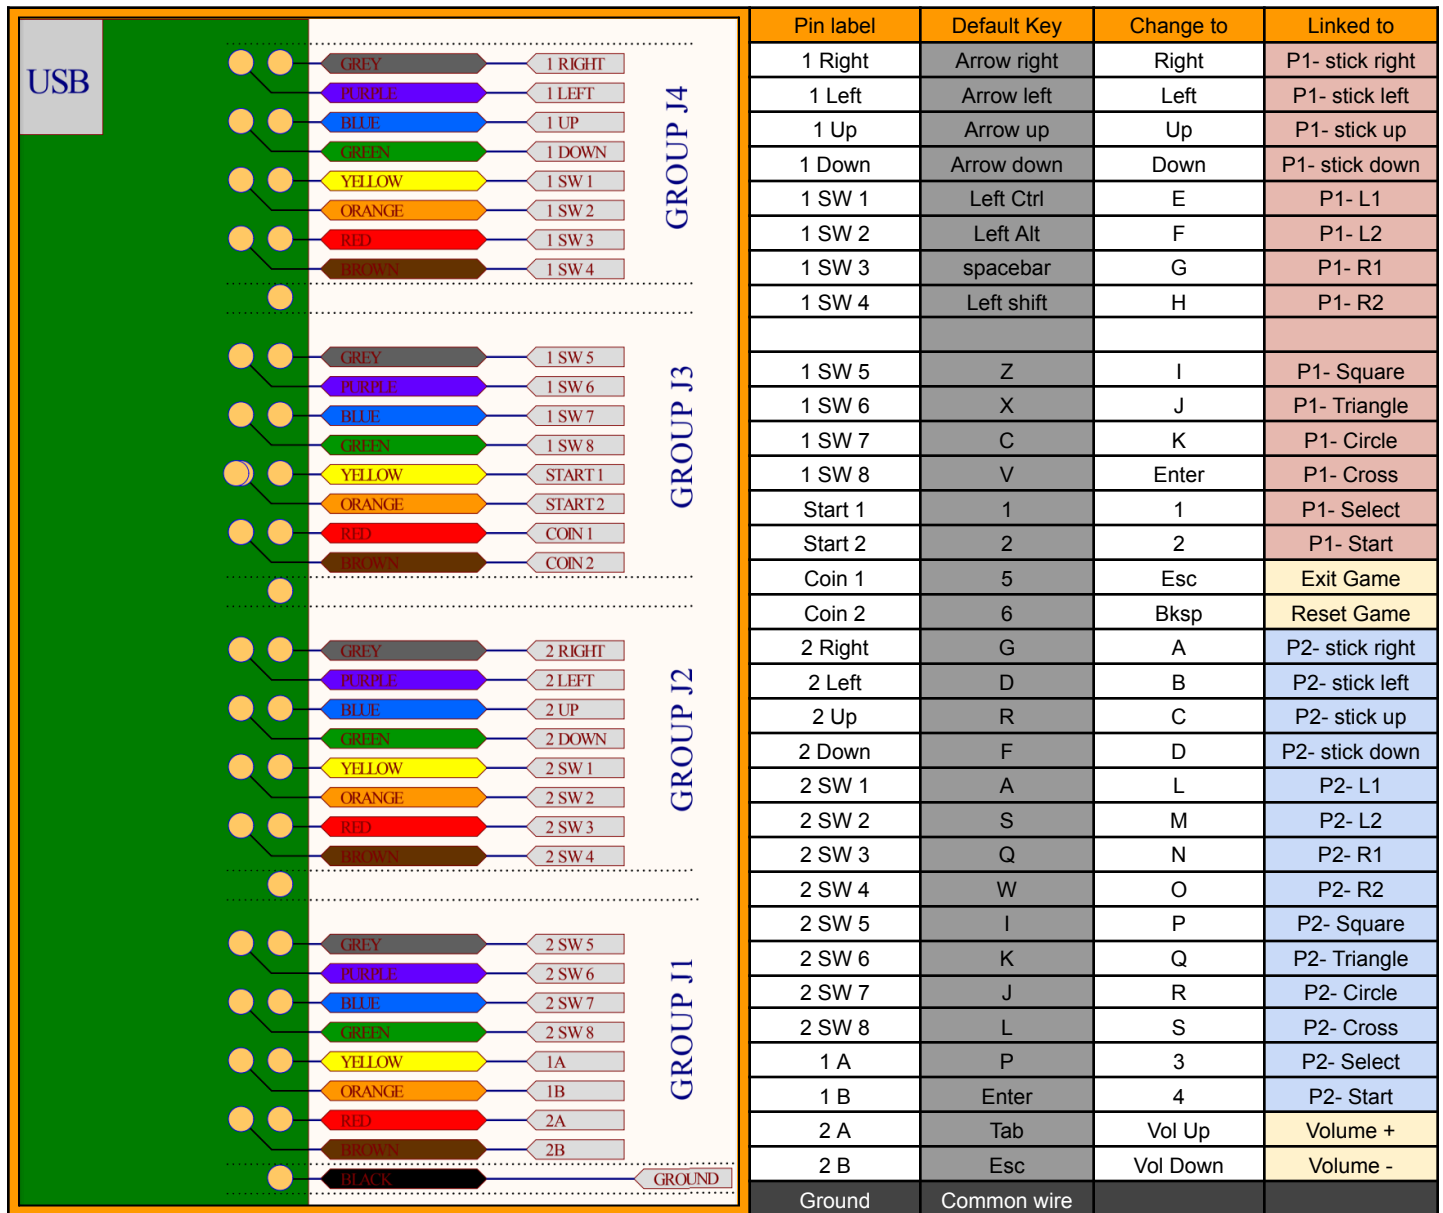 USB
GREY 1 RIGHT
PURPLE 1 LEFT
BLUE 1 UP
GREEN 1 DOWN
YELLOW 1 SW 1
ORANGE 1 SW 2
RED 1 SW 3
BROWN 1 SW 4
GROUP J4
GREY 1 SW 5
PURPLE 1 SW 6
BLUE 1 SW 7
GREEN 1 SW 8
YELLOW START 1
ORANGE START 2
RED COIN 1
BROWN COIN 2
GROUP J3
GREY 2 RIGHT
PURPLE 2 LEFT
BLUE 2 UP
GREEN 2 DOWN
YELLOW 2 SW 1
ORANGE 2 SW 2
RED 2 SW 3
BROWN 2 SW 4
GROUP J2
GREY 2 SW 5
PURPLE 2 SW 6
BLUE 2 SW 7
GREEN 2 SW 8
YELLOW 1A
ORANGE 1B
RED 2A
BROWN 2B
GROUP J1
BLACK GROUND
Pin label Default Key Change to Linked to
1 Right Arrow right Right P1- stick right
1 Left Arrow left Left P1- stick left
1 Up Arrow up Up P1- stick up
1 Down Arrow down Down P1- stick down
1 SW 1 Left Ctrl E P1- L1
1 SW 2 Left Alt F P1- L2
1 SW 3 spacebar G P1- R1
1 SW 4 Left shift H P1- R2
1 SW 5 Z I P1- Square
1 SW 6 X J P1- Triangle
1 SW 7 C K P1- Circle
1 SW 8 V Enter P1- Cross
Start 1 1 1 P1- Select
Start 2 2 2 P1- Start
Coin 1 5 Esc Exit Game
Coin 2 6 Bksp Reset Game
2 Right G A P2- stick right
2 Left D B P2- stick left
2 Up R C P2- stick up
2 Down F D P2- stick down
2 SW 1 A L P2- L1
2 SW 2 S M P2- L2
2 SW 3 Q N P2- R1
2 SW 4 W O P2- R2
2 SW 5 I P P2- Square
2 SW 6 K Q P2- Triangle
2 SW 7 J R P2- Circle
2 SW 8 L S P2- Cross
1 A P 3 P2- Select
1 B Enter 4 P2- Start
2 A Tab Vol Up Volume +
2 B Esc Vol Down Volume -
Ground Common wire